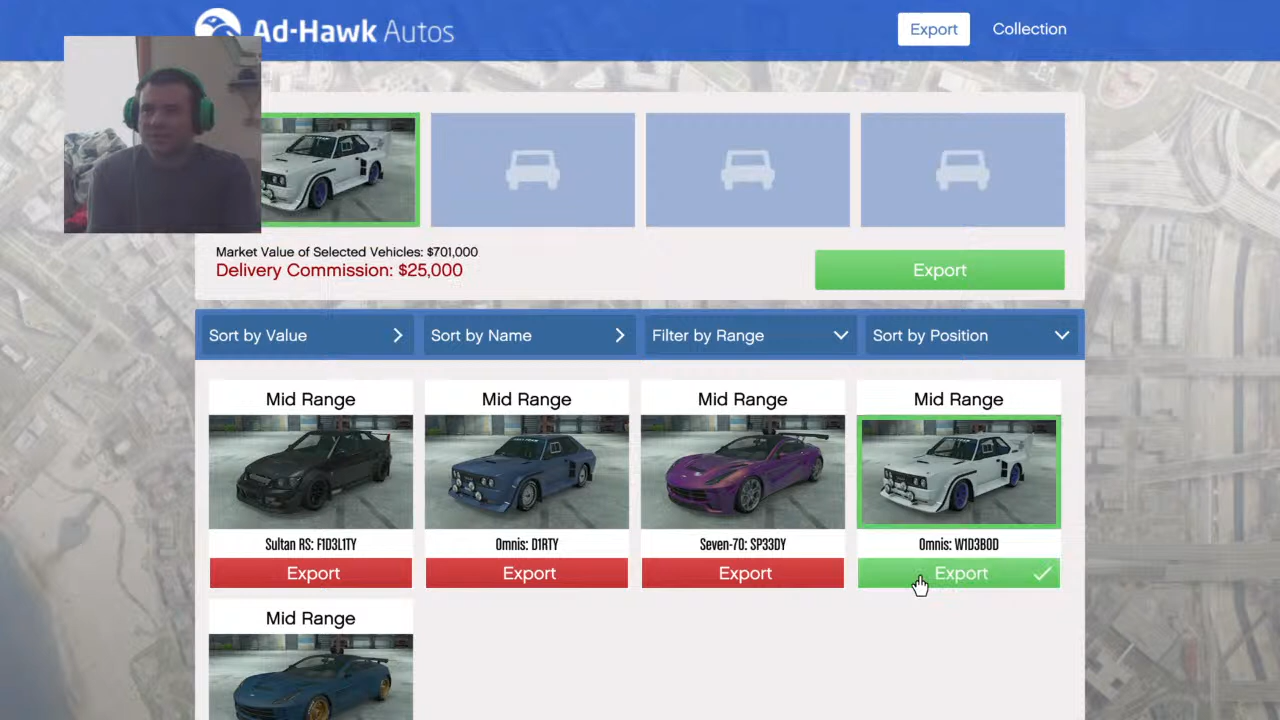 Ad-Hawk Autos
Export
Collection
Market Value of Selected Vehicles: $701,000
Delivery Commission: $25,000
Export
Sort by Value
Sort by Name
Filter by Range
Sort by Position
Mid Range
Mid Range
Mid Range
Mid Range
Sultan RS: F1D3L1TY
Omnis: D1RTY
Seven-70: SP33DY
Omnis: W1D3B0D
Export
Export
Export
Export
Mid Range